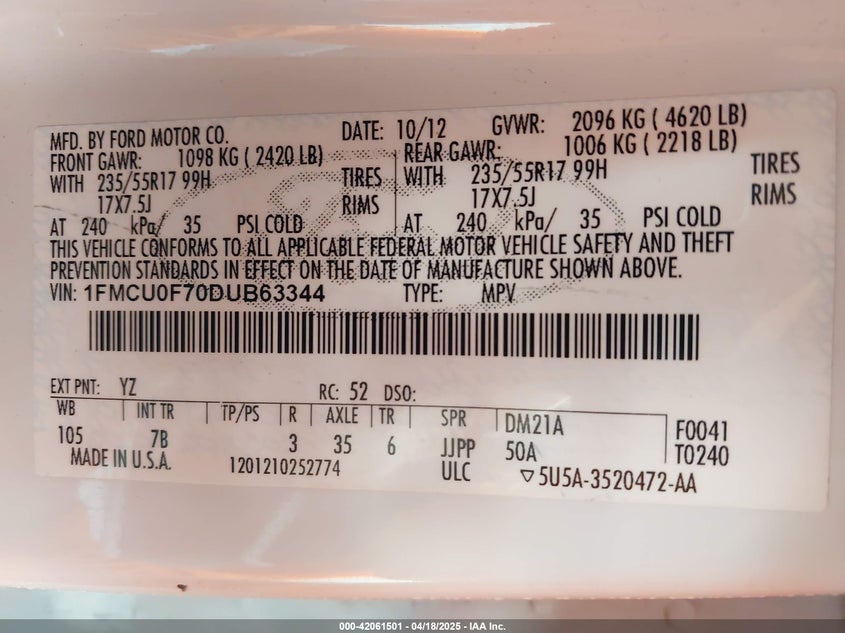 MFD. BY FORD MOTOR CO. DATE: 10/12 GVWR: 2096 KG ( 4620 LB)
FRONT GAWR: 1098 KG ( 2420 LB) REAR GAWR: 1006 KG ( 2218 LB)
WITH 235/55R17 99H TIRES WITH 235/55R17 99H TIRES
17X7.5J RIMS 17X7.5J RIMS
AT 240 kPa/ 35 PSI COLD AT 240 kPa/ 35 PSI COLD
THIS VEHICLE CONFORMS TO ALL APPLICABLE FEDERAL MOTOR VEHICLE SAFETY AND THEFT
PREVENTION STANDARDS IN EFFECT ON THE DATE OF MANUFACTURE SHOWN ABOVE.
VIN: 1FMCU0F70DUB63344 TYPE: MPV
EXT PNT: YZ RC: 52 DSO:
WB INT TR TP/PS R AXLE TR SPR DM21A F0041
105 7B 3 35 6 JJPP 50A T0240
MADE IN U.S.A. 1201210252774 ULC ▽5U5A-3520472-AA
000-42061501 - 04/18/2025 - IAA Inc.